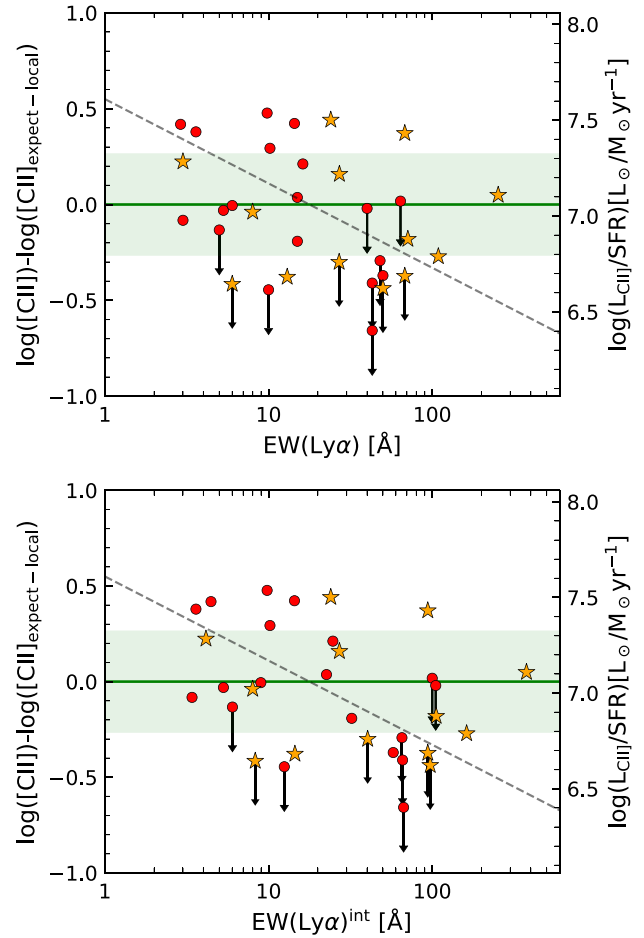 1.0
0.5
0.0
−0.5
−1.0
log([CII])-log([CII]expect−local)
8.0
7.5
7.0
6.5
log(L[CII]/SFR)[L⊙/M⊙yr−1]
1 10 100
EW(Lyα) [Å]
1.0
0.5
0.0
−0.5
−1.0
log([CII])-log([CII]expect−local)
8.0
7.5
7.0
6.5
log(L[CII]/SFR)[L⊙/M⊙yr−1]
1 10 100
EW(Lyα)int [Å]